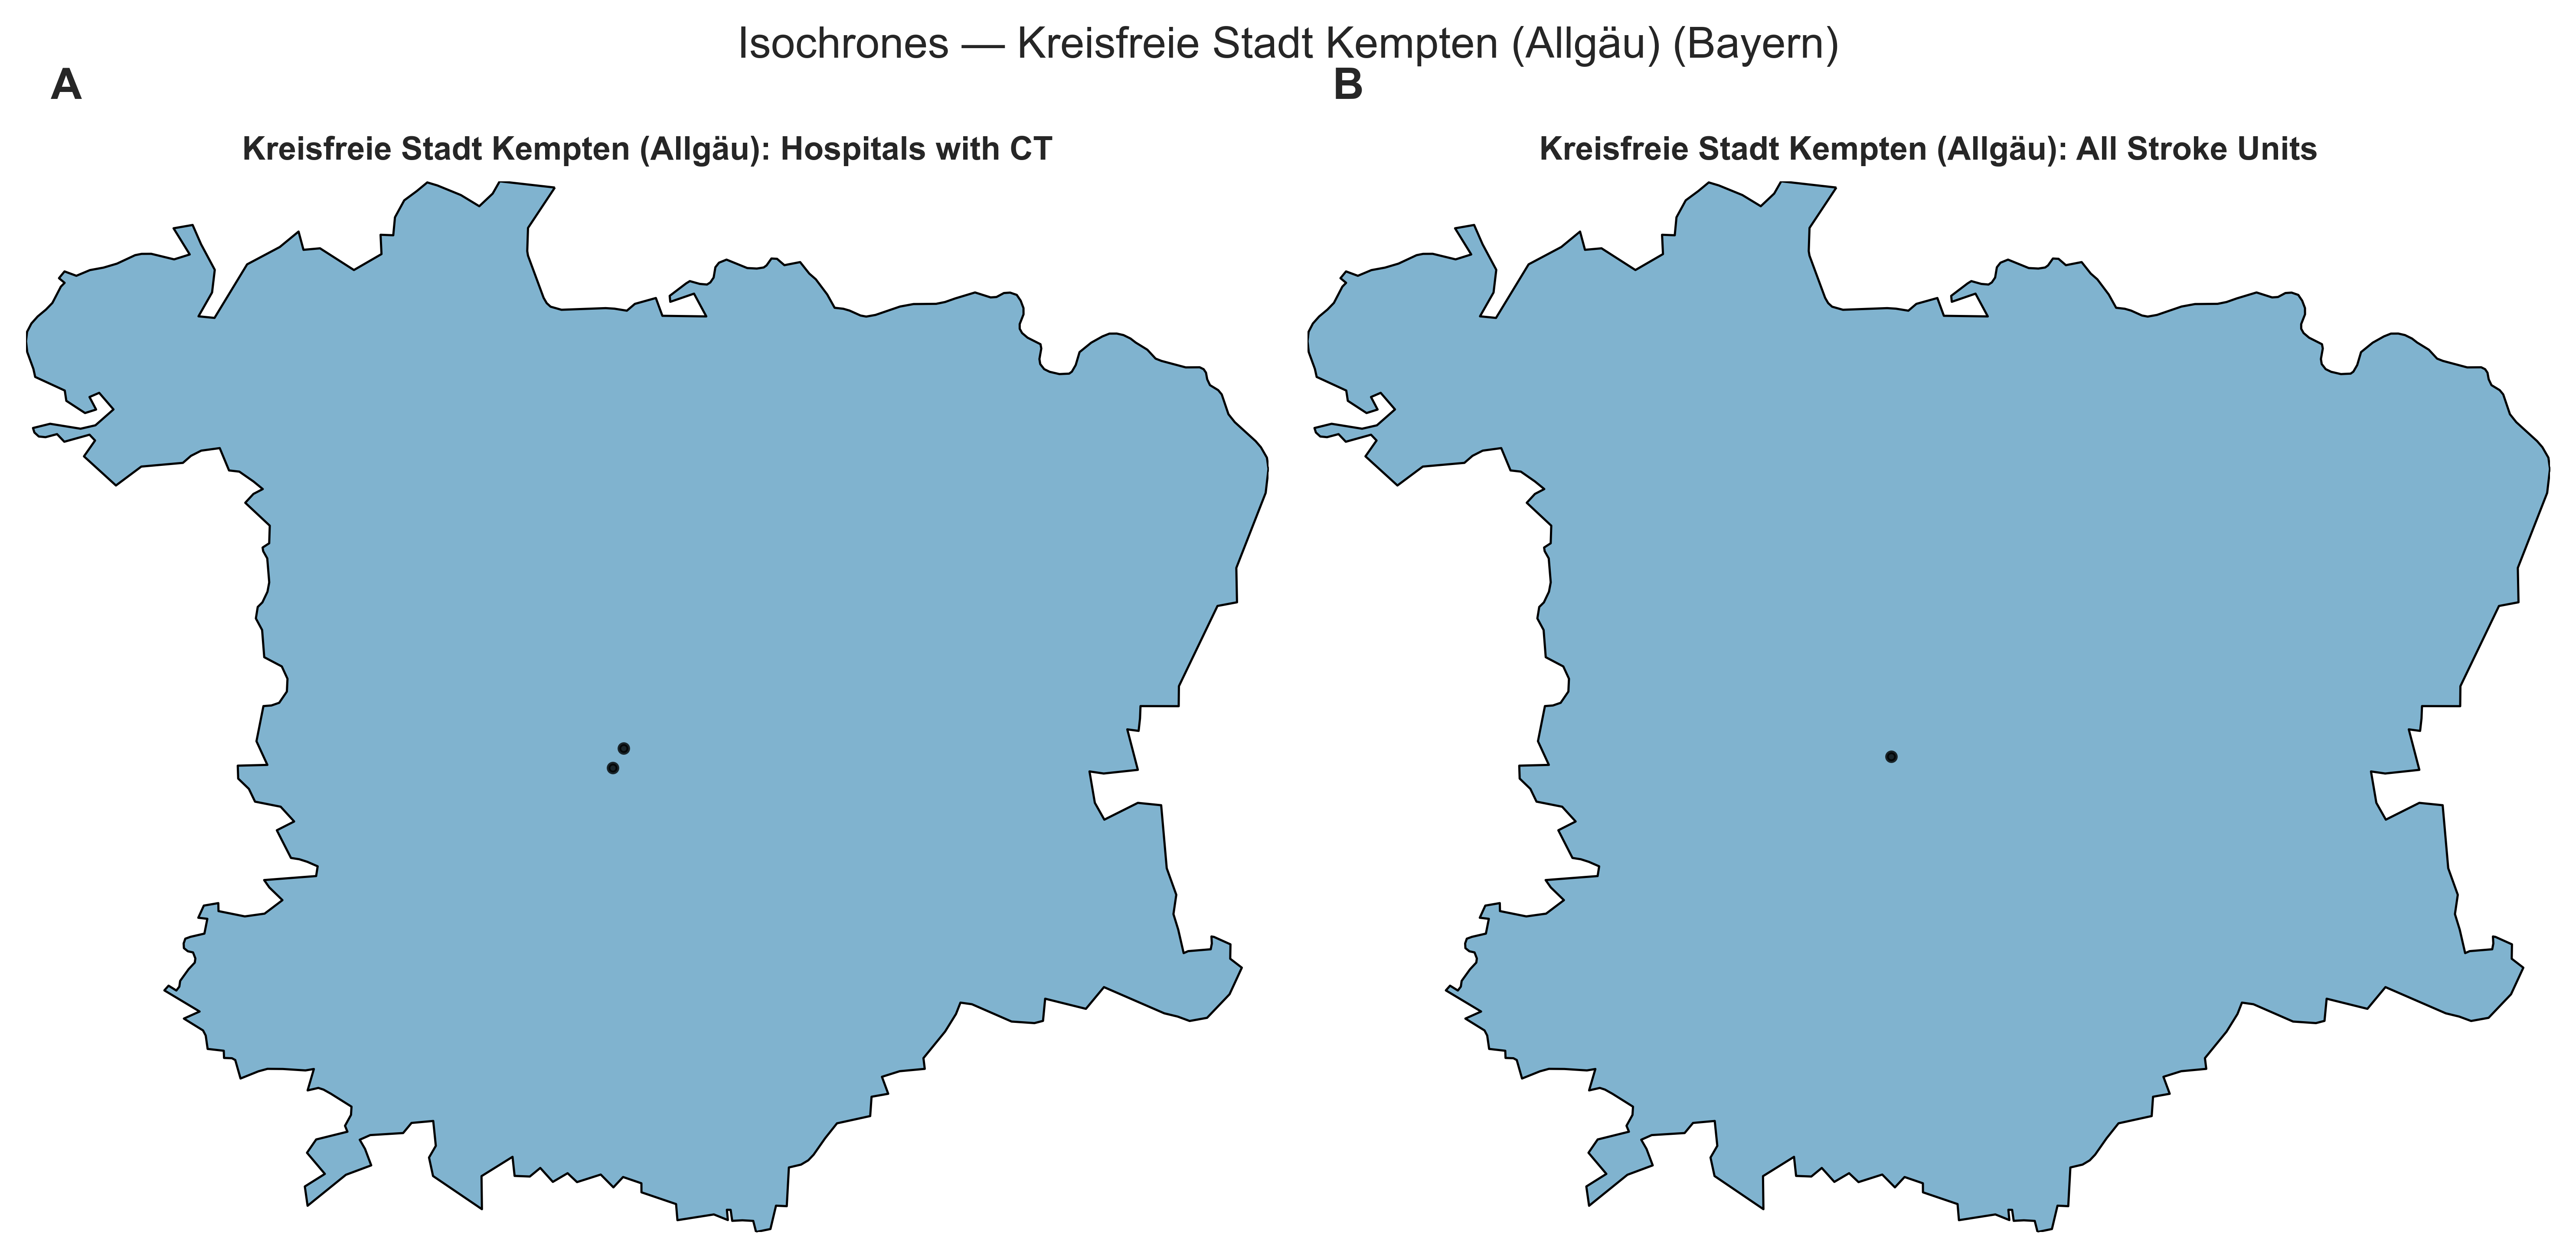 Isochrones — Kreisfreie Stadt Kempten (Allgäu) (Bayern)
A
B
Kreisfreie Stadt Kempten (Allgäu): Hospitals with CT
Kreisfreie Stadt Kempten (Allgäu): All Stroke Units